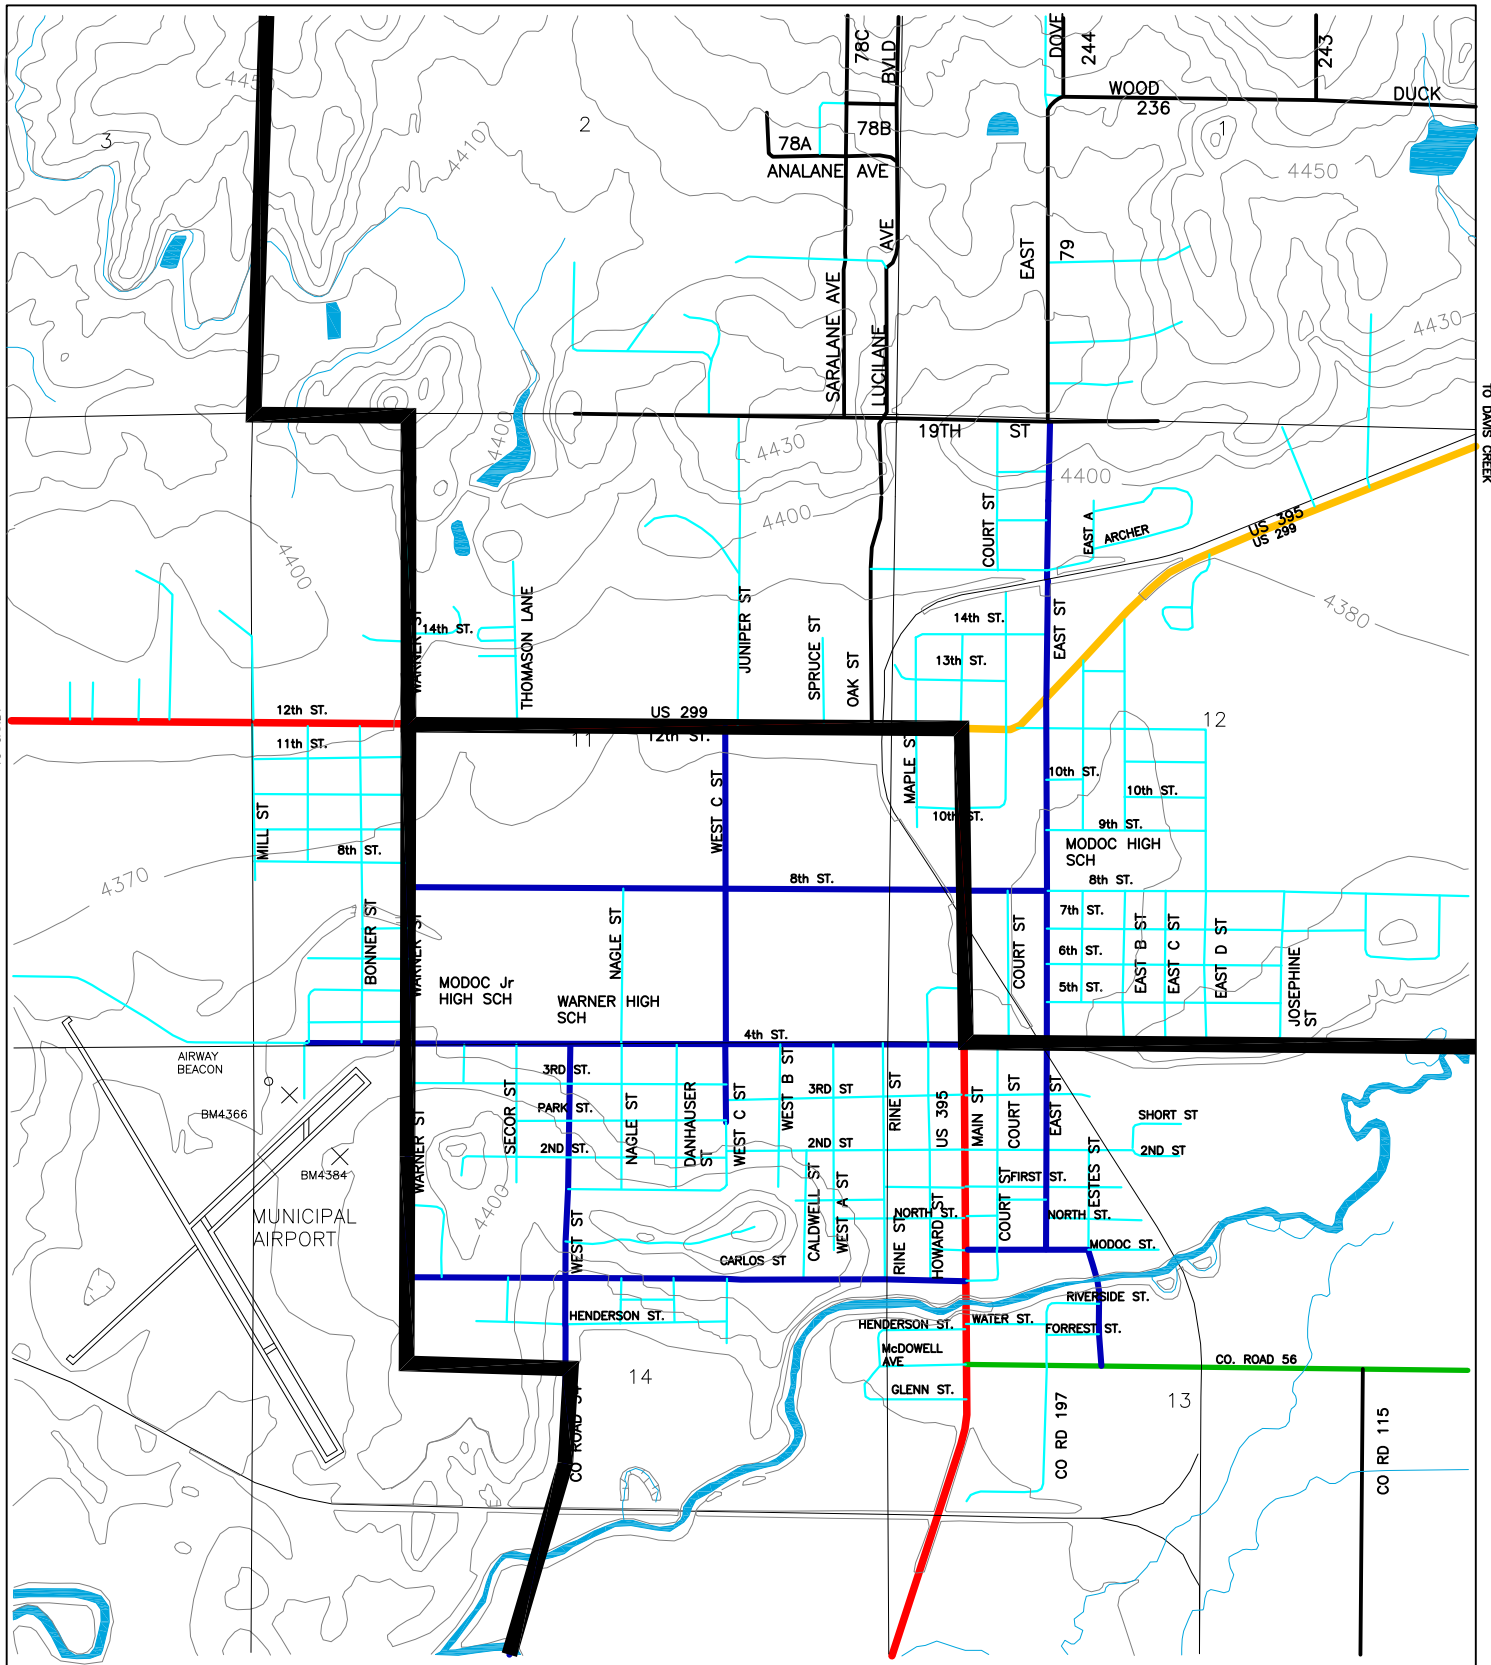 78C
BVLD
DOVE
244
243
WOOD
236
DUCK
4450
3
2
1
4410
78A
78B
ANALANE AVE
4450
AVE
EAST
79
SARALANE AVE
LUCILANE
4430
TO DAVIS CREEK
4400
4430
19TH ST
4400
4400
COURT ST
EAST A
ARCHER
US 395
US 299
4400
4380
WARNER ST
14th ST.
THOMASON LANE
JUNIPER ST
SPRUCE ST
OAK ST
14th ST.
13th ST.
EAST ST
12th ST.
US 299
12th ST.
11
12
11th ST.
MILL ST
8th ST.
WEST C ST
MAPLE ST
10th ST.
10th ST.
10th ST.
9th ST.
MODOC HIGH
SCH
4370
8th ST.
8th ST.
BONNER ST
WARNER ST
NAGLE ST
COURT ST
7th ST.
6th ST.
5th ST.
EAST B ST
EAST C ST
EAST D ST
JOSEPHINE
ST
MODOC Jr
HIGH SCH
WARNER HIGH
SCH
4th ST.
AIRWAY
BEACON
BM4366
BM4384
MUNICIPAL
AIRPORT
3RD ST.
3RD ST
PARK ST.
2ND ST.
2ND ST
WARNER ST
SECOR ST
NAGLE ST
DANHAUSER
ST
WEST C ST
WEST B ST
RINE ST
US 395
MAIN ST
COURT ST
EAST ST
SHORT ST
2ND ST
4400
WEST ST
CALDWELL ST
WEST A ST
RINE ST
HOWARD ST
COURT ST
FIRST ST.
ESTES ST
NORTH ST.
NORTH ST.
MODOC ST.
CARLOS ST
RIVERSIDE ST.
HENDERSON ST.
HENDERSON ST.
WATER ST.
FORREST ST.
McDOWELL
AVE
GLENN ST.
CO. ROAD 56
14
13
CO ROAD 54
CO RD 197
CO RD 115